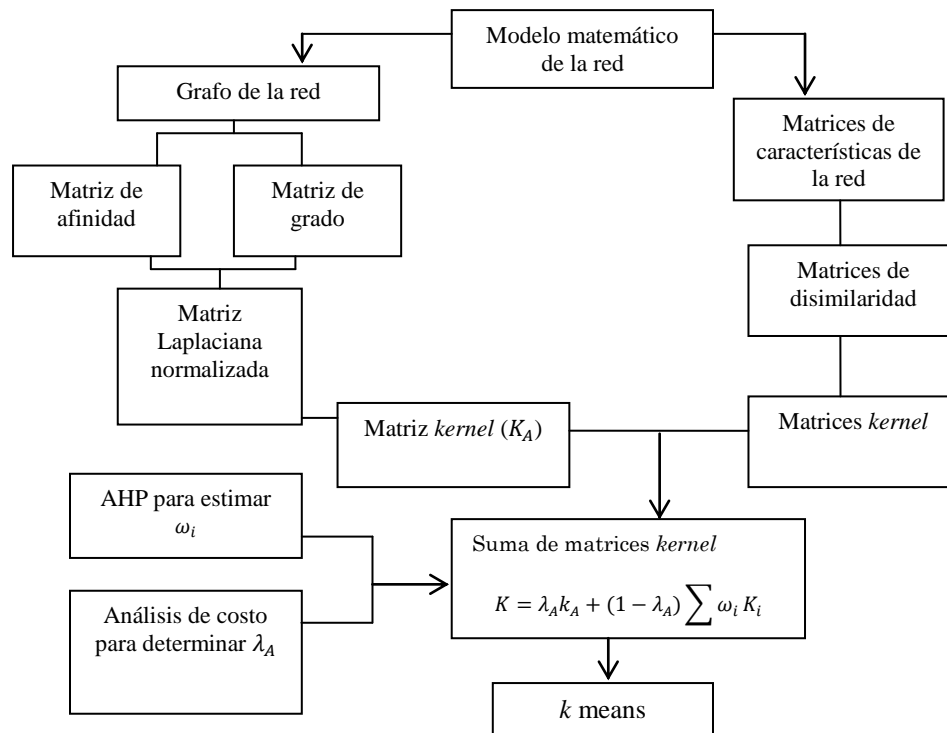 Modelo matemático
de la red
Grafo de la red
Matrices de
características de
la red
Matriz de
afinidad
Matriz de
grado
Matrices de
disimilaridad
Matriz
Laplaciana
normalizada
Matriz kernel (K_A)
Matrices kernel
AHP para estimar
ω_i
Suma de matrices kernel
K = λ_A k_A + (1 − λ_A) ∑ ω_i K_i
Análisis de costo
para determinar λ_A
k means